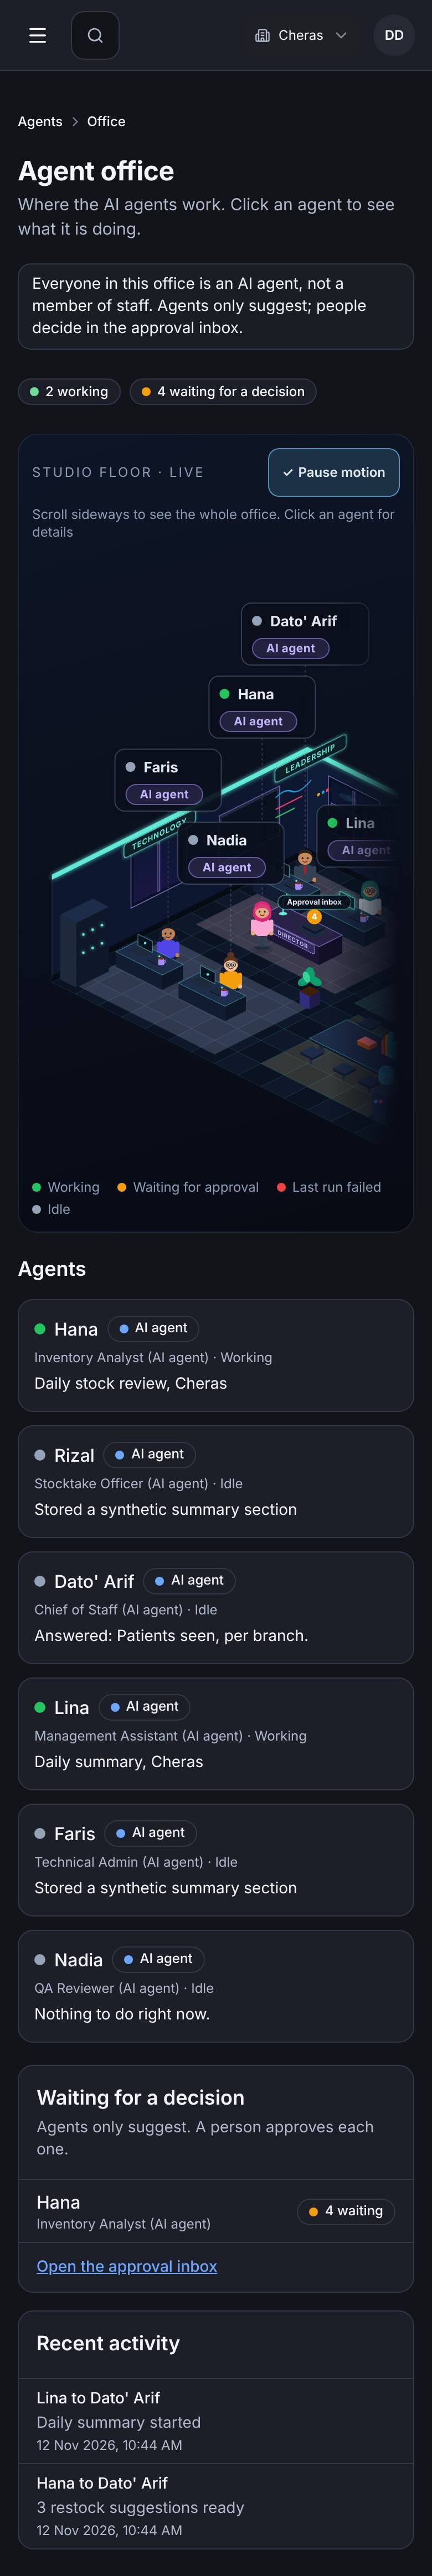 Cheras
DD
Agents > Office
Agent office
Where the AI agents work. Click an agent to see
what it is doing.
Everyone in this office is an AI agent, not a
member of staff. Agents only suggest; people
decide in the approval inbox.
2 working
4 waiting for a decision
STUDIO FLOOR · LIVE
✓ Pause motion
Scroll sideways to see the whole office. Click an agent for
details
Dato' Arif
AI agent
Hana
AI agent
LEADERSHIP
Faris
AI agent
TECHNOLOGY
Nadia
AI agent
Lina
AI agent
Approval inbox
4
DIRECTOR
Working
Waiting for approval
Last run failed
Idle
Agents
Hana
AI agent
Inventory Analyst (AI agent) · Working
Daily stock review, Cheras
Rizal
AI agent
Stocktake Officer (AI agent) · Idle
Stored a synthetic summary section
Dato' Arif
AI agent
Chief of Staff (AI agent) · Idle
Answered: Patients seen, per branch.
Lina
AI agent
Management Assistant (AI agent) · Working
Daily summary, Cheras
Faris
AI agent
Technical Admin (AI agent) · Idle
Stored a synthetic summary section
Nadia
AI agent
QA Reviewer (AI agent) · Idle
Nothing to do right now.
Waiting for a decision
Agents only suggest. A person approves each
one.
Hana
Inventory Analyst (AI agent)
4 waiting
Open the approval inbox
Recent activity
Lina to Dato' Arif
Daily summary started
12 Nov 2026, 10:44 AM
Hana to Dato' Arif
3 restock suggestions ready
12 Nov 2026, 10:44 AM